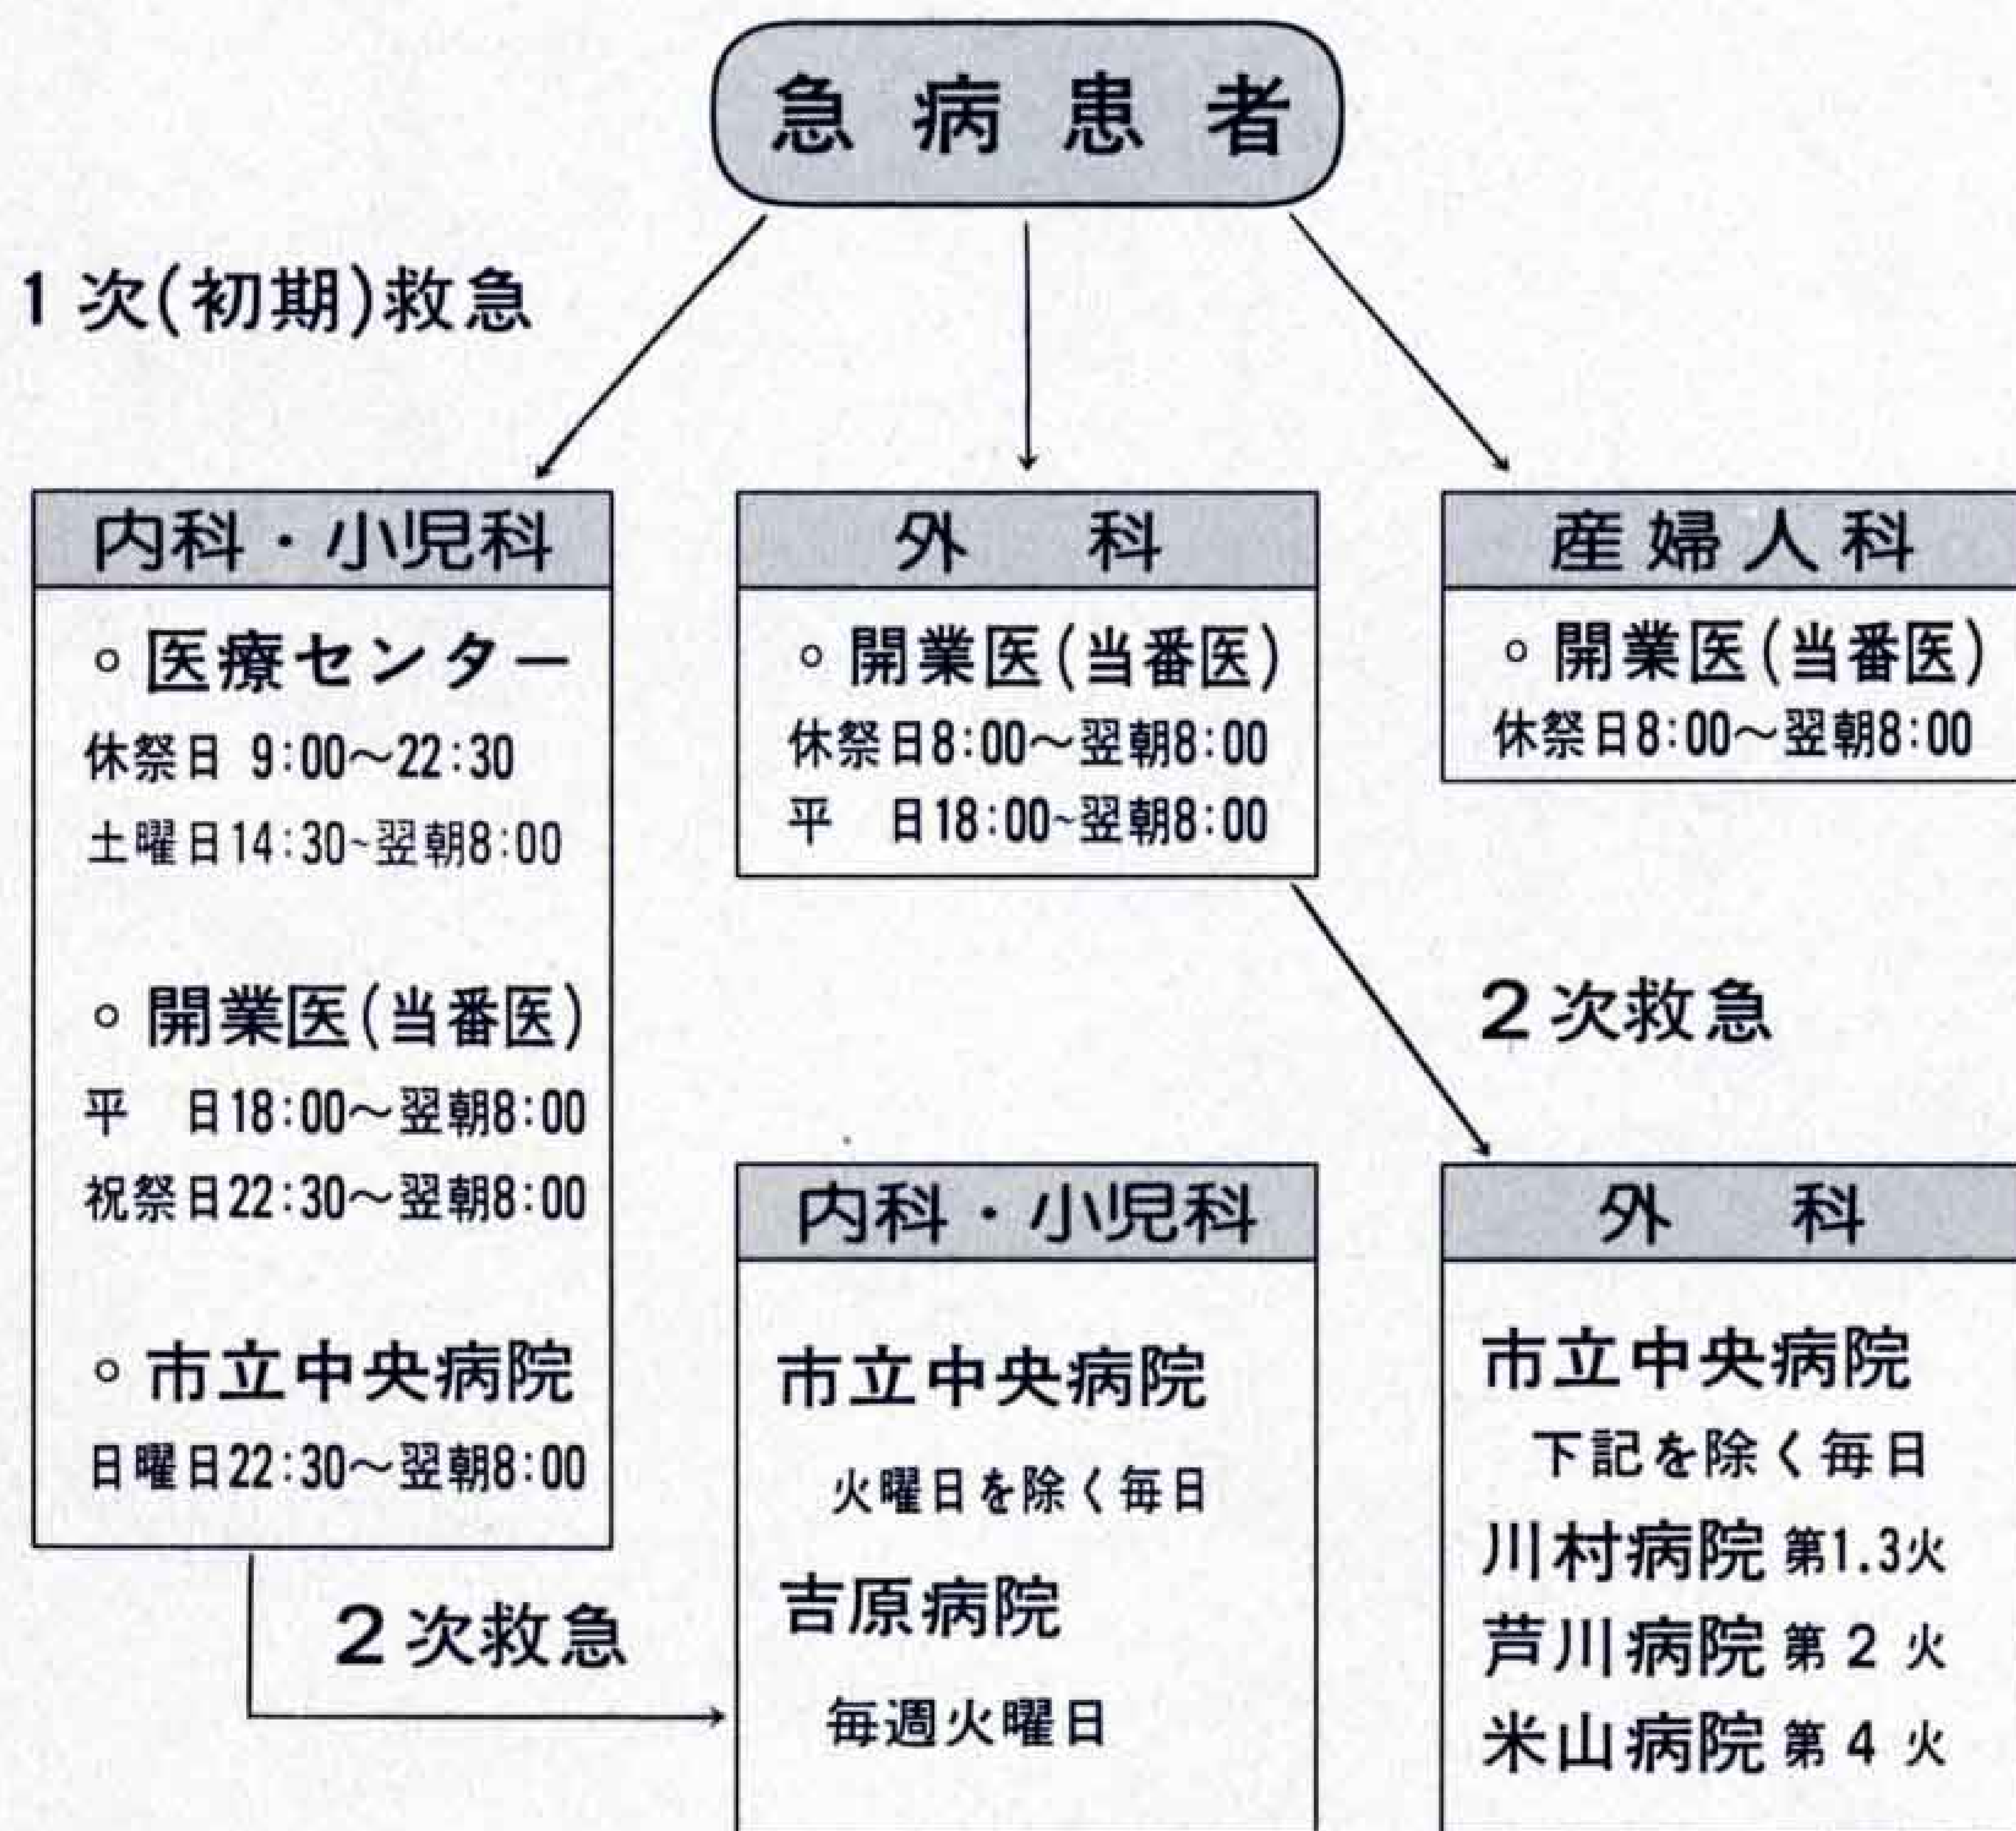 急病患者
1次(初期)救急
内科・小児科
◦医療センター
休祭日 9:00～22:30
土曜日14:30~翌朝8:00
◦開業医(当番医)
平　日18:00～翌朝8:00
祝祭日22:30～翌朝8:00
◦市立中央病院
日曜日22:30～翌朝8:00
外　科
◦開業医(当番医)
休祭日8:00～翌朝8:00
平　日18:00~翌朝8:00
産婦人科
◦開業医(当番医)
休祭日8:00～翌朝8:00
2次救急
内科・小児科
市立中央病院
火曜日を除く毎日
吉原病院
毎週火曜日
2次救急
外　科
市立中央病院
下記を除く毎日
川村病院 第1.3火
芦川病院 第2火
米山病院 第4火